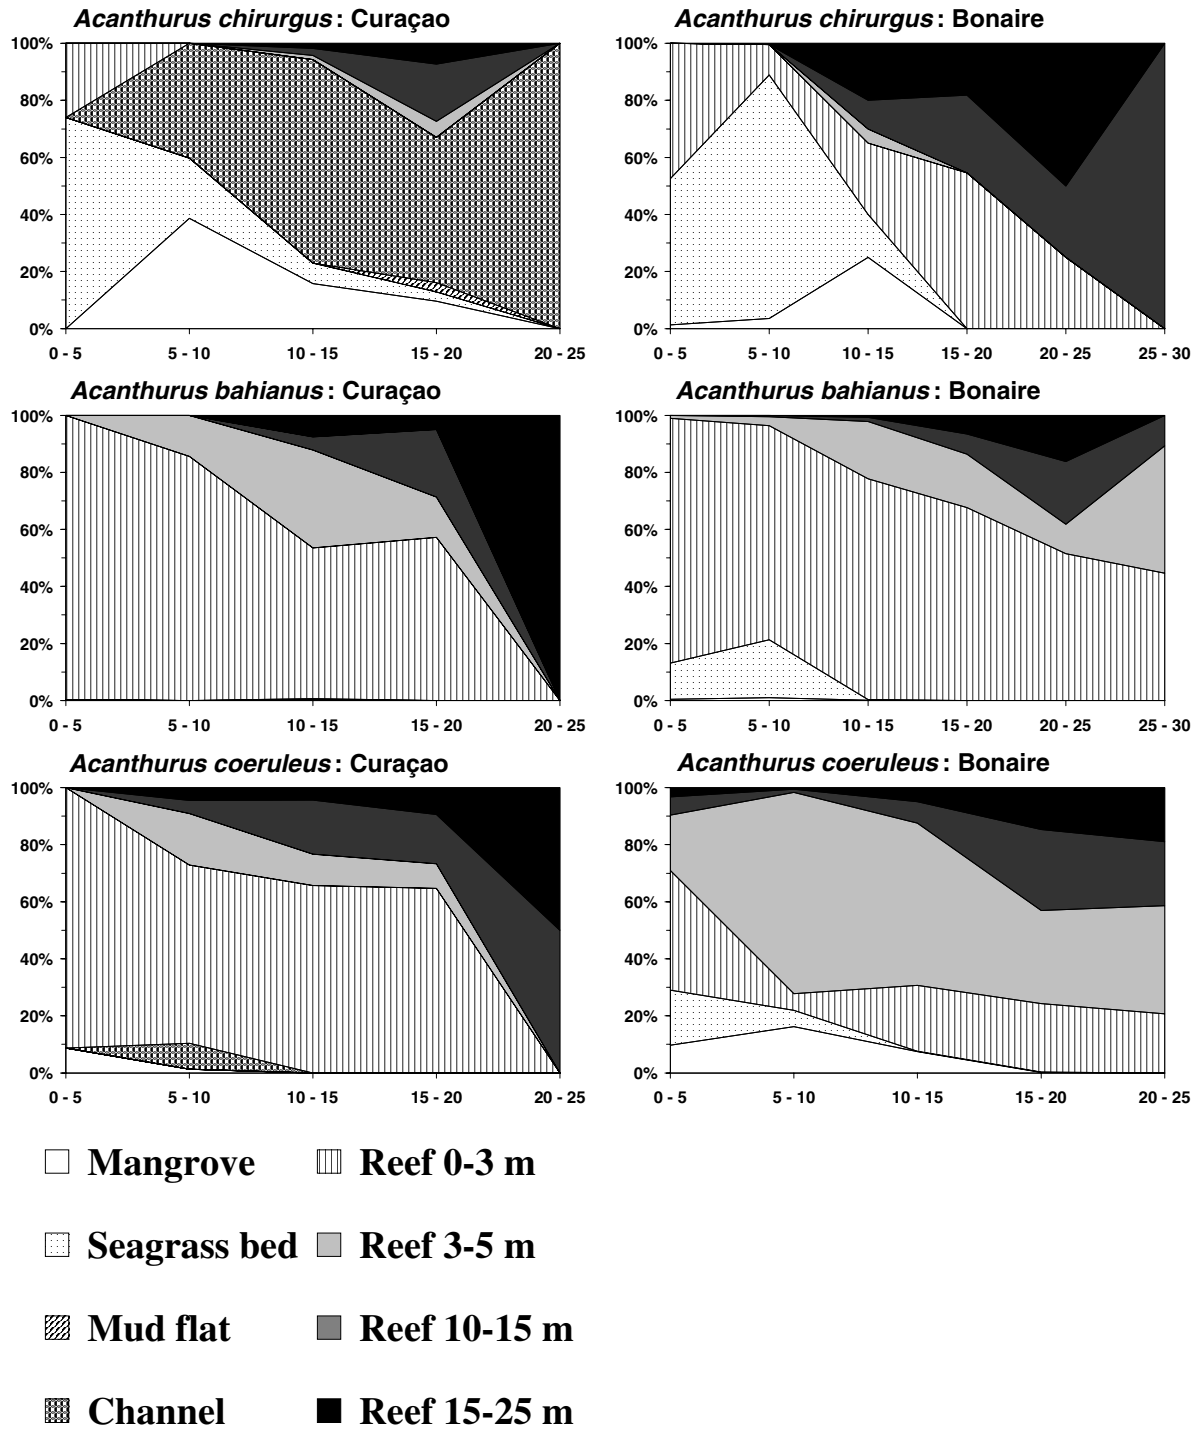 Acanthurus chirurgus: Curaçao
100%
80%
60%
40%
20%
0%
0 - 5 5 - 10 10 - 15 15 - 20 20 - 25
Acanthurus chirurgus: Bonaire
100%
80%
60%
40%
20%
0%
0 - 5 5 - 10 10 - 15 15 - 20 20 - 25 25 - 30
Acanthurus bahianus: Curaçao
100%
80%
60%
40%
20%
0%
0 - 5 5 - 10 10 - 15 15 - 20 20 - 25
Acanthurus bahianus: Bonaire
100%
80%
60%
40%
20%
0%
0 - 5 5 - 10 10 - 15 15 - 20 20 - 25 25 - 30
Acanthurus coeruleus: Curaçao
100%
80%
60%
40%
20%
0%
0 - 5 5 - 10 10 - 15 15 - 20 20 - 25
Acanthurus coeruleus: Bonaire
100%
80%
60%
40%
20%
0%
0 - 5 5 - 10 10 - 15 15 - 20 20 - 25
Mangrove
Seagrass bed
Mud flat
Channel
Reef 0-3 m
Reef 3-5 m
Reef 10-15 m
Reef 15-25 m